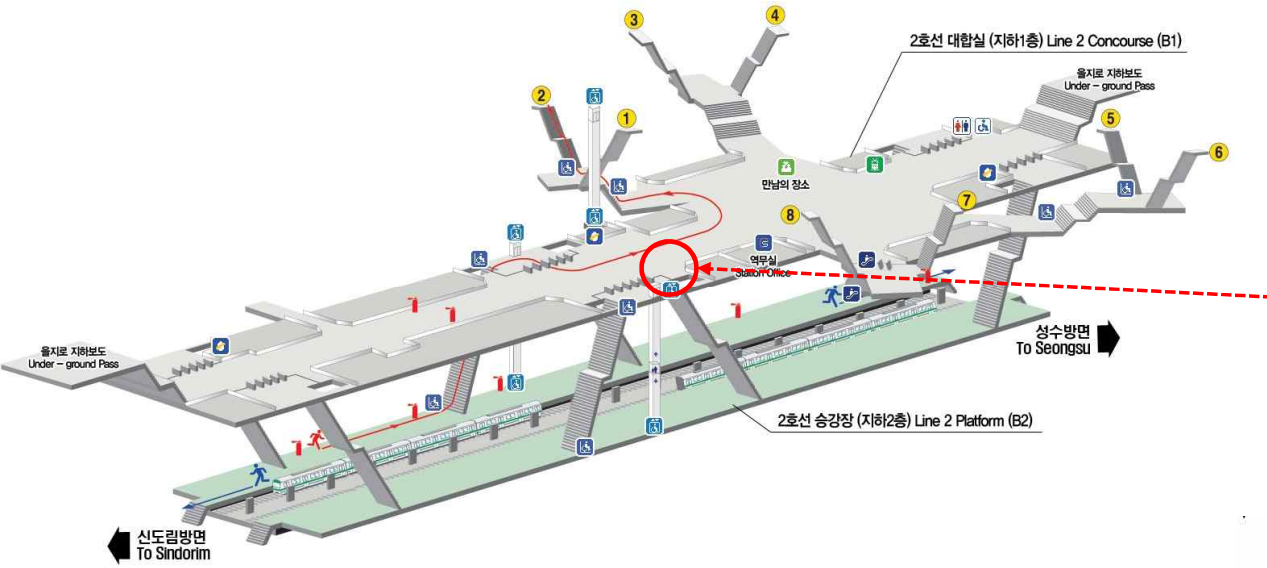 3
4
2호선 대합실 (지하1층) Line 2 Concourse (B1)
을지로 지하보도
Under - ground Pass
2
1
5
6
만남의 장소
7
8
역무실
Station Office
성수방면
To Seongsu
을지로 지하보도
Under - ground Pass
2호선 승강장 (지하2층) Line 2 Platform (B2)
신도림방면
To Sindorim